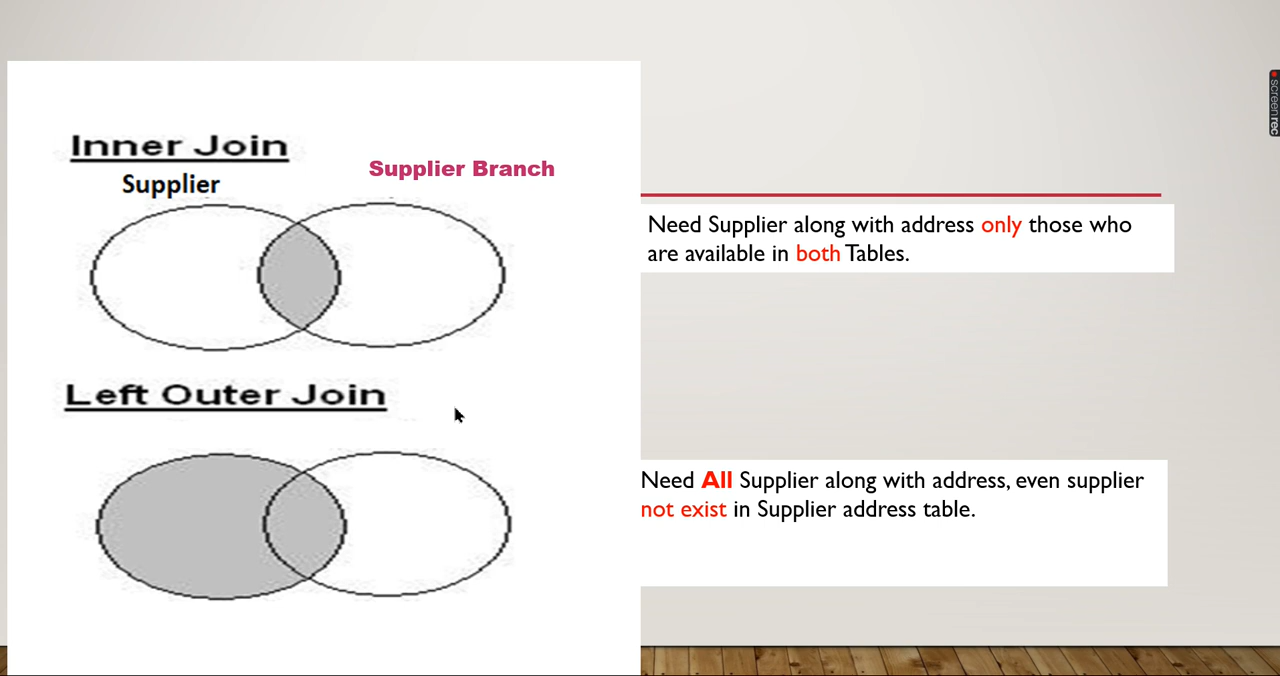 Inner Join
Supplier
Supplier Branch
Need Supplier along with address only those who
are available in both Tables.
Left Outer Join
Need All Supplier along with address, even supplier
not exist in Supplier address table.
screenrec